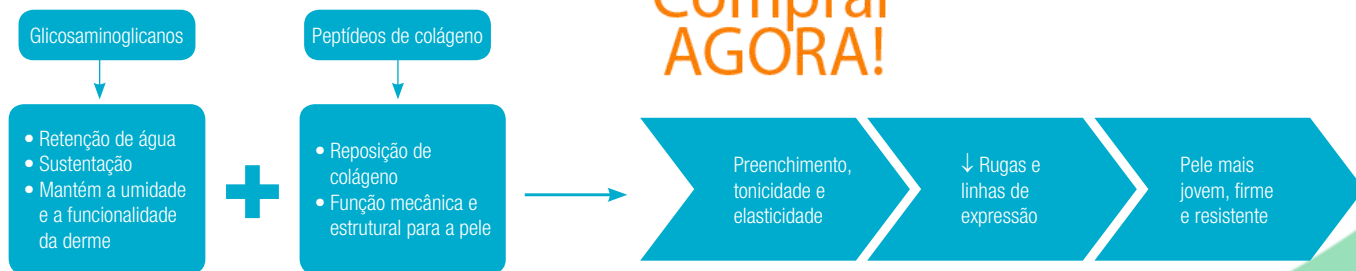 Comprar
AGORA!
Glicosaminoglicanos
Peptídeos de colágeno
• Retenção de água
• Sustentação
• Mantém a umidade
e a funcionalidade
da derme
• Reposição de
colágeno
• Função mecânica e
estrutural para a pele
Preenchimento,
tonicidade e
elasticidade
↓ Rugas e
linhas de
expressão
Pele mais
jovem, firme
e resistente